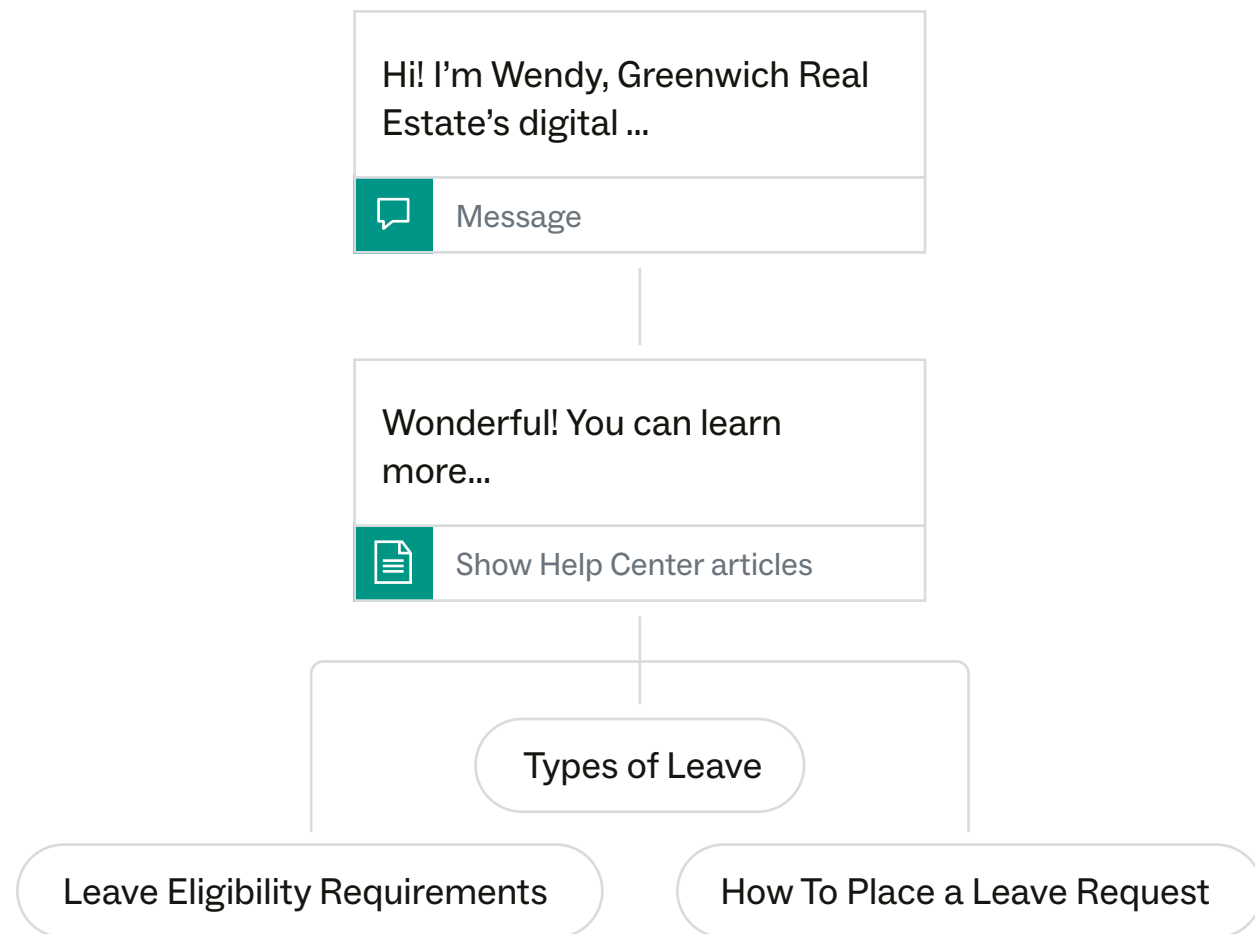 Hi! I’m Wendy, Greenwich Real
Estate’s digital ...
Message
Wonderful! You can learn
more...
Show Help Center articles
Types of Leave
Leave Eligibility Requirements
How To Place a Leave Request